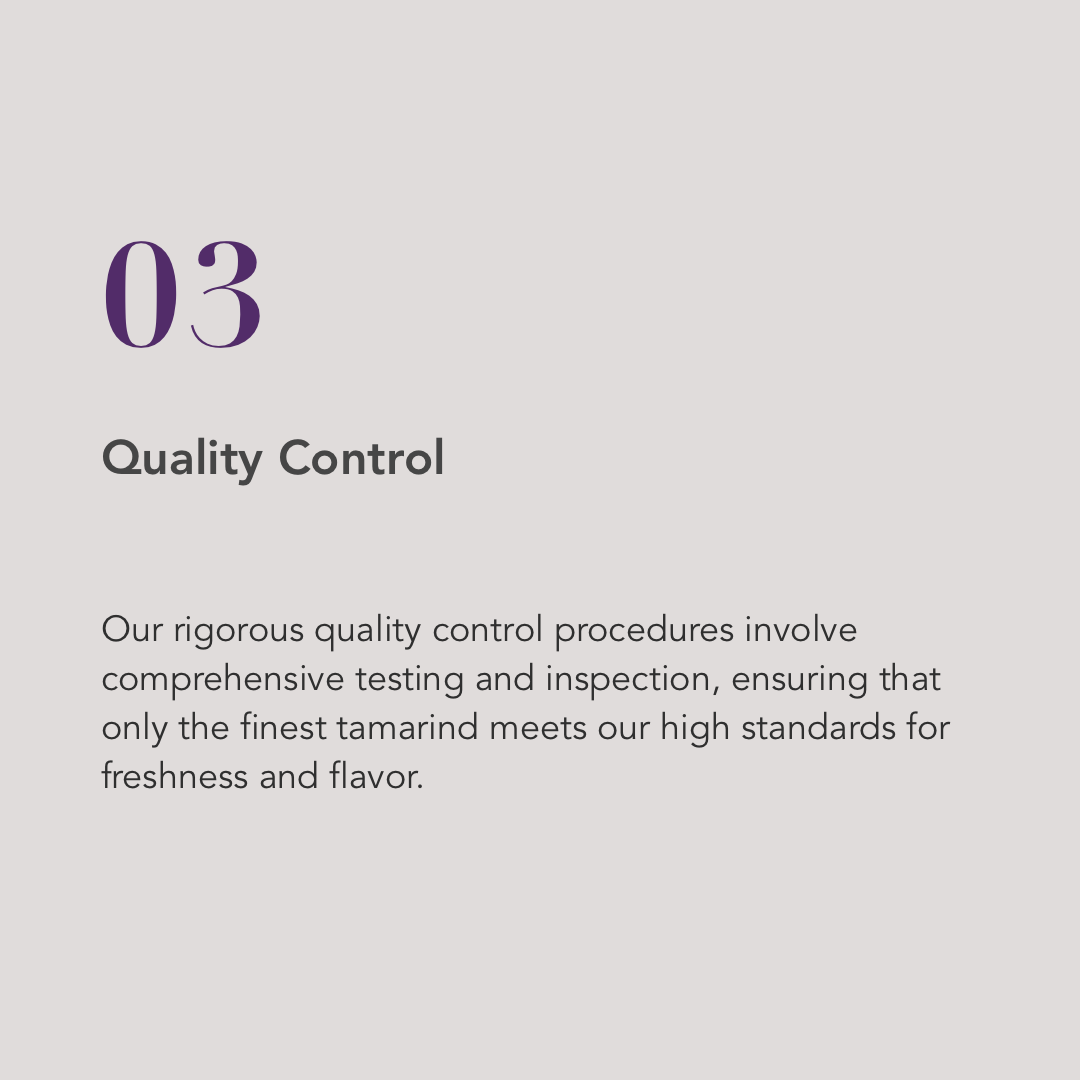 03
Quality Control
Our rigorous quality control procedures involve
comprehensive testing and inspection, ensuring that
only the finest tamarind meets our high standards for
freshness and flavor.